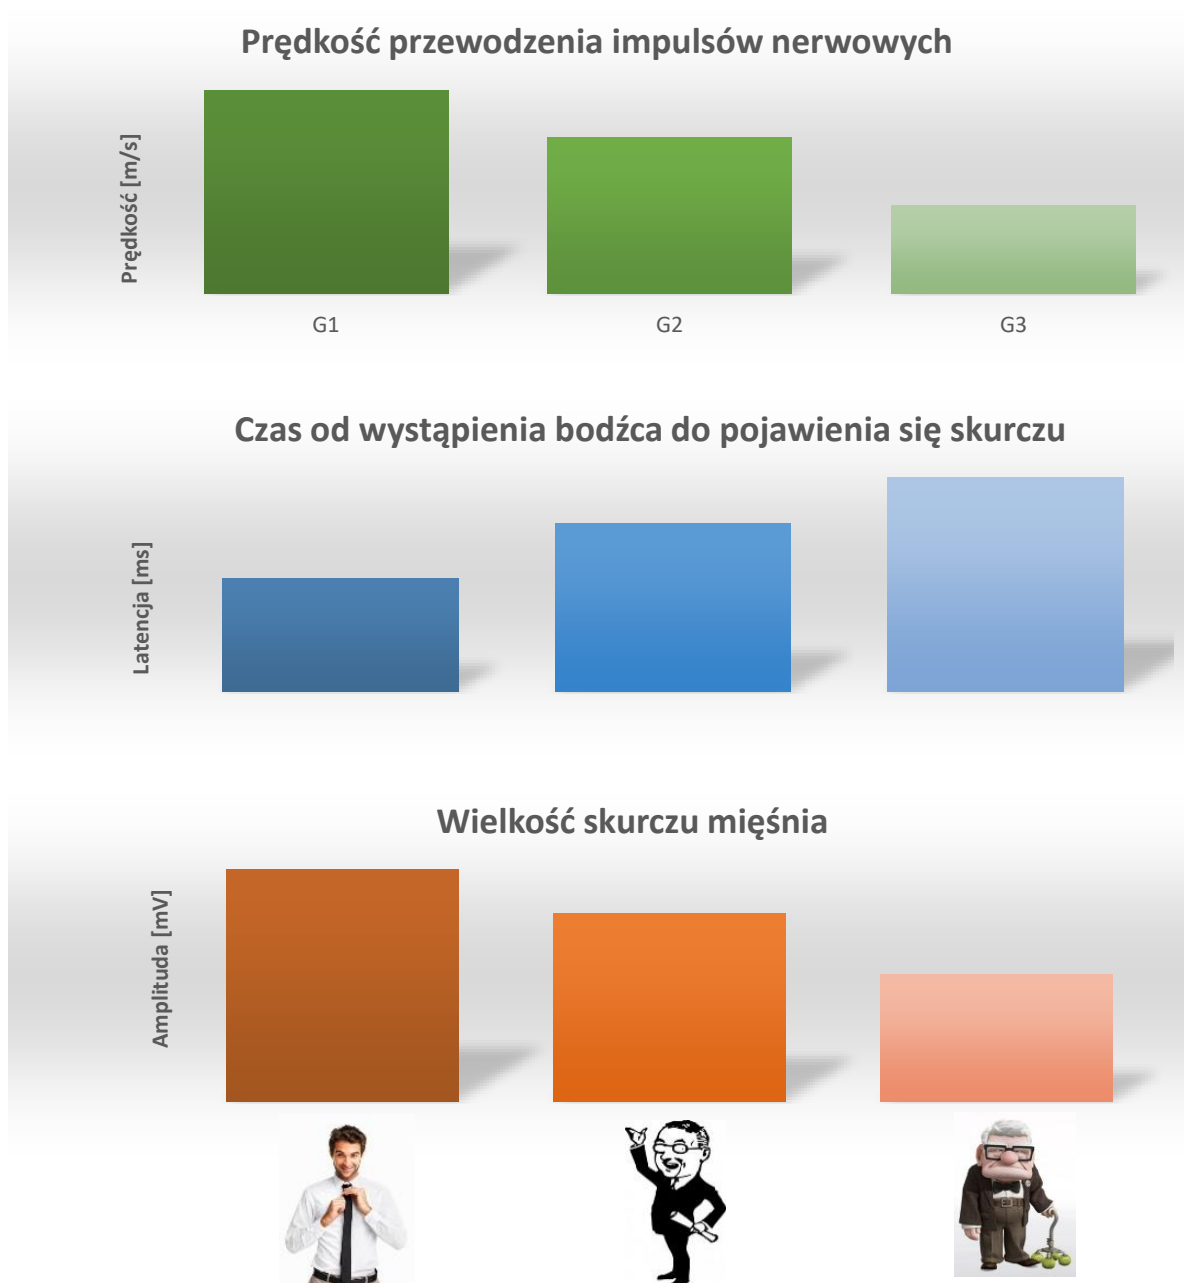 Prędkość przewodzenia impulsów nerwowych
Prędkość [m/s]
G1 G2 G3
Czas od wystąpienia bodźca do pojawienia się skurczu
Latencja [ms]
Wielkość skurczu mięśnia
Amplituda [mV]